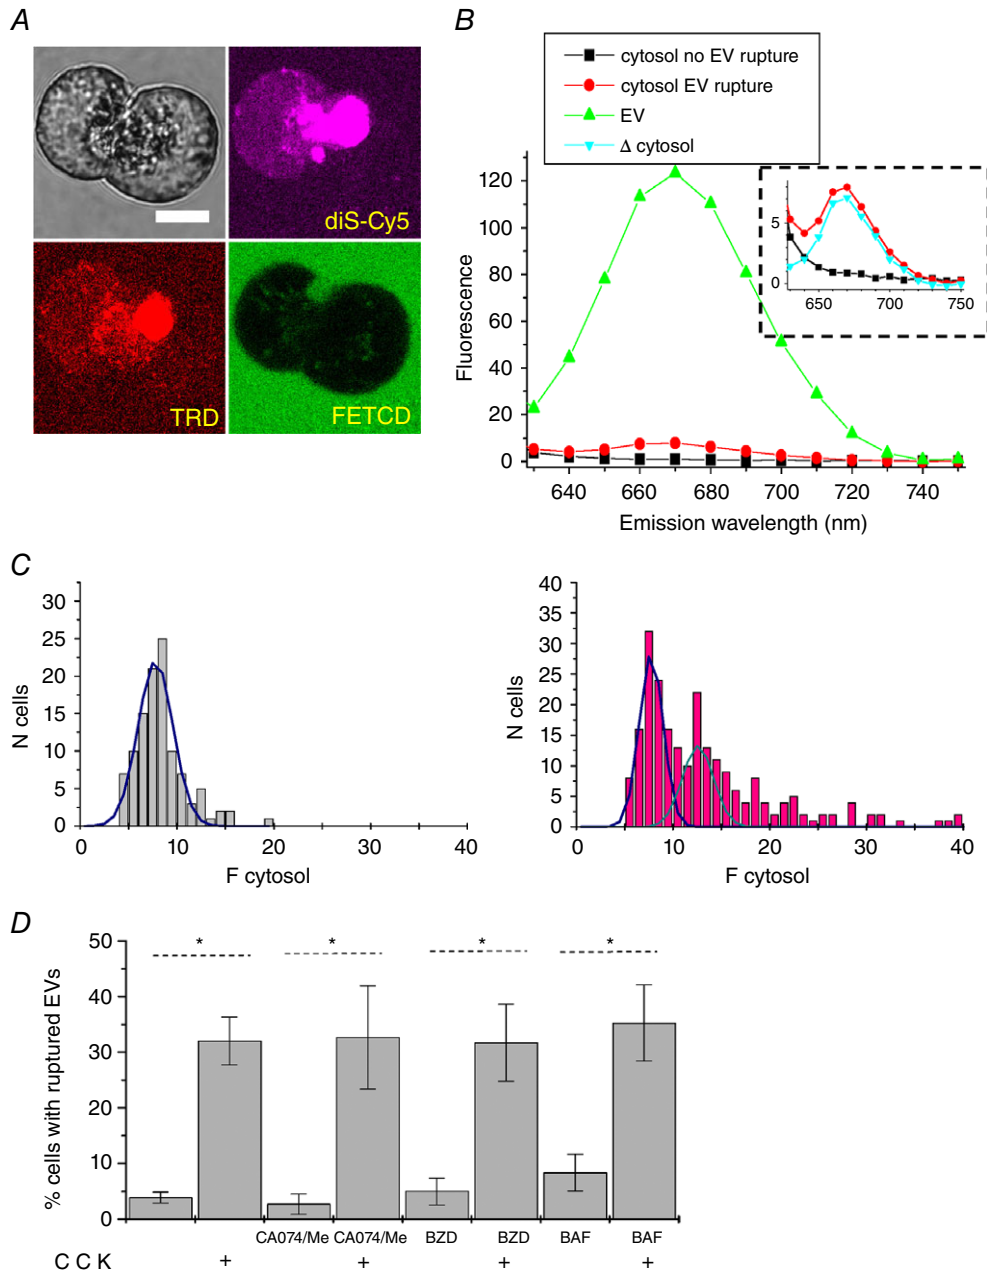 A
diS-Cy5
TRD
FETCD
B
cytosol no EV rupture
cytosol EV rupture
EV
Δ cytosol
Fluorescence
120
100
80
60
40
20
0
640 660 680 700 720 740
Emission wavelength (nm)
5
0
650 700 750
C
N cells
30
25
20
15
10
5
0
0 10 20 30 40
F cytosol
N cells
40
35
30
25
20
15
10
5
0
0 10 20 30 40
F cytosol
D
% cells with ruptured EVs
50
40
30
20
10
0
* * * *
CA074/Me CA074/Me BZD BZD BAF BAF
C C K + + + +